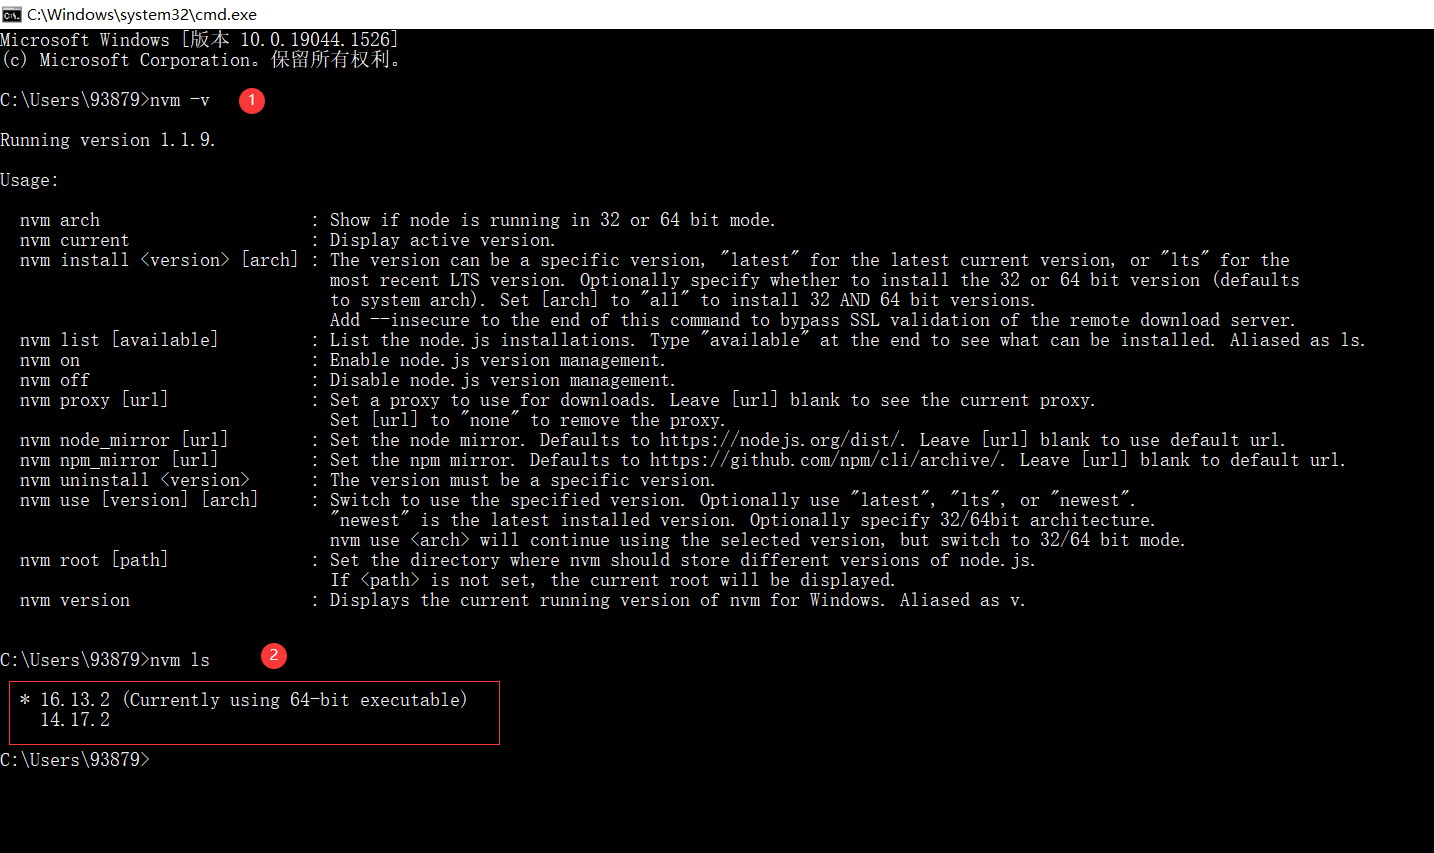 C:\Windows\system32\cmd.exe
Microsoft Windows [版本 10.0.19044.1526]
(c) Microsoft Corporation。保留所有权利。
C:\Users\93879>nvm -v 1
Running version 1.1.9.
Usage:
nvm arch : Show if node is running in 32 or 64 bit mode.
nvm current : Display active version.
nvm install <version> [arch] : The version can be a specific version, "latest" for the latest current version, or "lts" for the
most recent LTS version. Optionally specify whether to install the 32 or 64 bit version (defaults
to system arch). Set [arch] to "all" to install 32 AND 64 bit versions.
Add --insecure to the end of this command to bypass SSL validation of the remote download server.
nvm list [available] : List the node.js installations. Type "available" at the end to see what can be installed. Aliased as ls.
nvm on : Enable node.js version management.
nvm off : Disable node.js version management.
nvm proxy [url] : Set a proxy to use for downloads. Leave [url] blank to see the current proxy.
Set [url] to "none" to remove the proxy.
nvm node_mirror [url] : Set the node mirror. Defaults to https://nodejs.org/dist/. Leave [url] blank to use default url.
nvm npm_mirror [url] : Set the npm mirror. Defaults to https://github.com/npm/cli/archive/. Leave [url] blank to default url.
nvm uninstall <version> : The version must be a specific version.
nvm use [version] [arch] : Switch to use the specified version. Optionally use "latest", "lts", or "newest".
"newest" is the latest installed version. Optionally specify 32/64bit architecture.
nvm use <arch> will continue using the selected version, but switch to 32/64 bit mode.
nvm root [path] : Set the directory where nvm should store different versions of node.js.
If <path> is not set, the current root will be displayed.
nvm version : Displays the current running version of nvm for Windows. Aliased as v.
C:\Users\93879>nvm ls 2
* 16.13.2 (Currently using 64-bit executable)
14.17.2
C:\Users\93879>